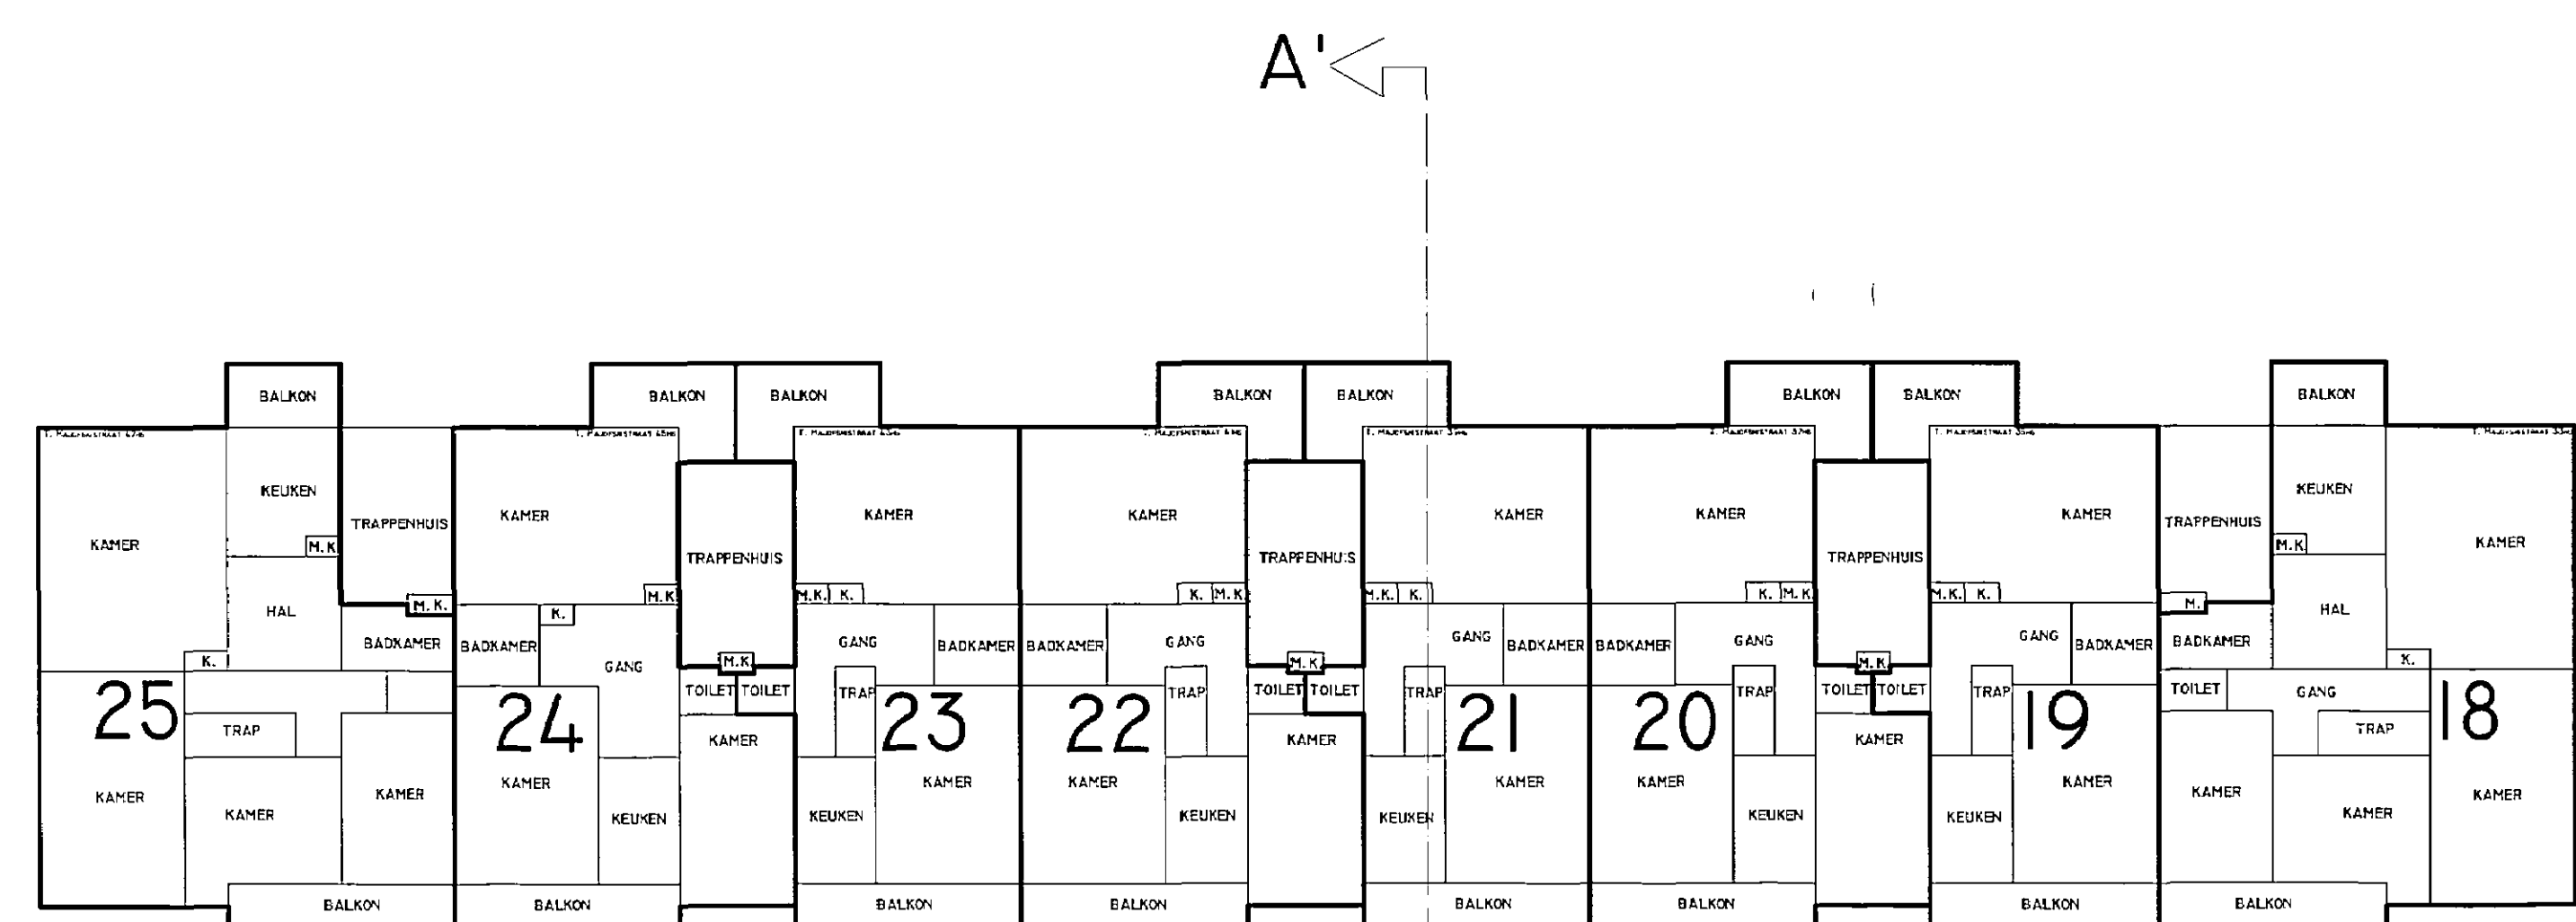 A'
BALKON BALKON BALKON BALKON BALKON BALKON BALKON BALKON
KEUKEN KEUKEN
KAMER KAMER KAMER KAMER KAMER KAMER
TRAPPENHUIS TRAPPENHUIS
KAMER M.K TRAPPENHUIS TRAPPENHUIS TRAPPENHUIS M.K KAMER
M.K. M.K M.K. K. K. M.K M.K. K. K. M.K. M.K. K. M.
HAL K. HAL
BADKAMER BADKAMER GANG GANG BADKAMER BADKAMER GANG GANG BADKAMER BADKAMER GANG GANG BADKAMER BADKAMER
K. M.K M.K M.K K.
TOILET TOILET TRAP TRAP TOILET TOILET TRAP TRAP TOILET TOILET TRAP TOILET GANG
25 TRAP 24 23 22 21 20 19 TRAP 18
KAMER KAMER KAMER
KAMER KAMER KAMER KAMER KAMER KAMER
KAMER KAMER KAMER KAMER
KAMER KEUKEN KEUKEN KEUKEN KEUKEN KEUKEN KEUKEN KAMER
BALKON BALKON BALKON BALKON BALKON BALKON BALKON BALKON